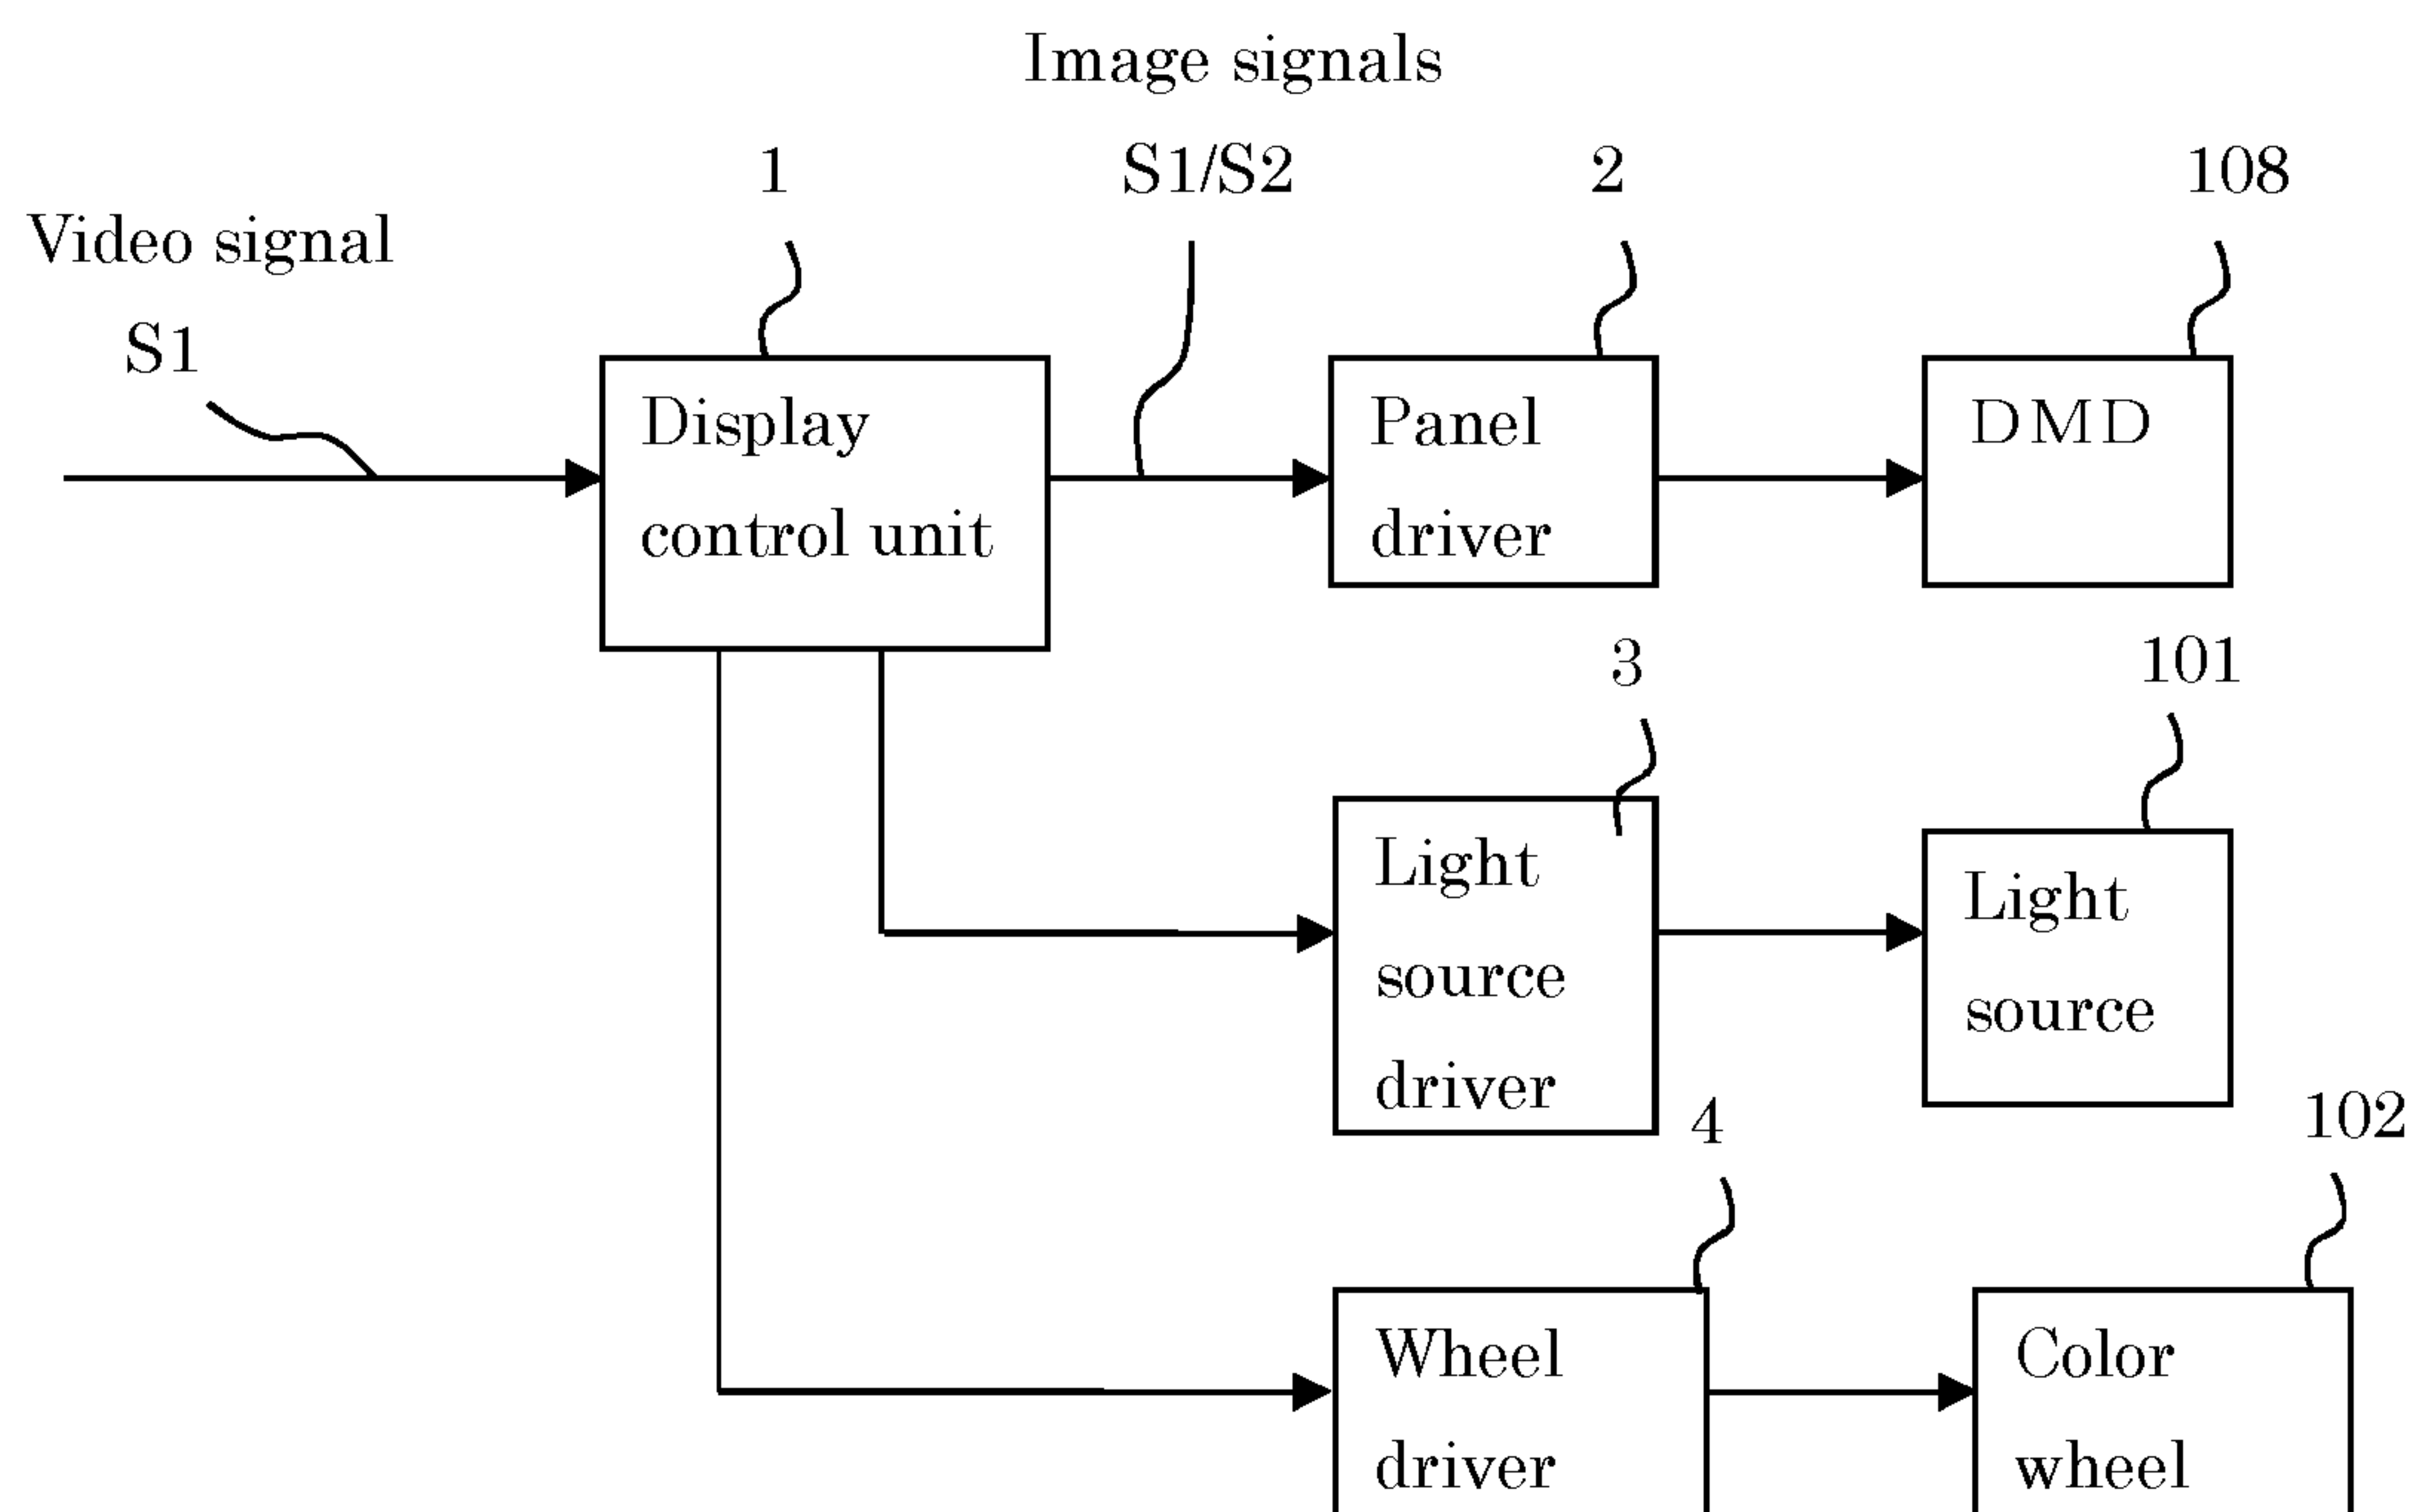 Image signals
S1/S2
1
2
108
Video signal
S1
Display
control unit
Panel
driver
DMD
3
101
Light
source
driver
Light
source
4
102
Wheel
driver
Color
wheel